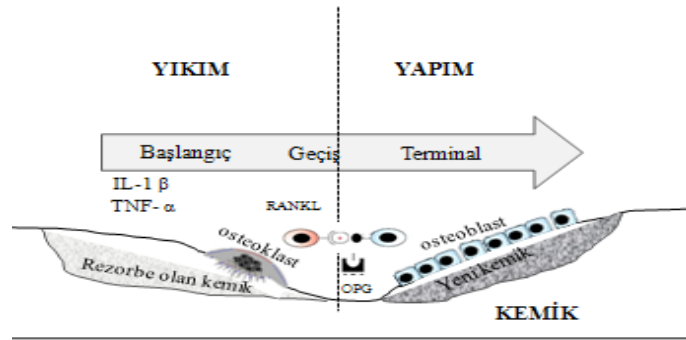 YIKIM
YAPIM
Başlangıç
Geçiş
Terminal
IL-1 β
TNF- α
RANKL
osteoklast
osteoblast
Rezorbe olan kemik
OPG
Yeni kemik
KEMİK